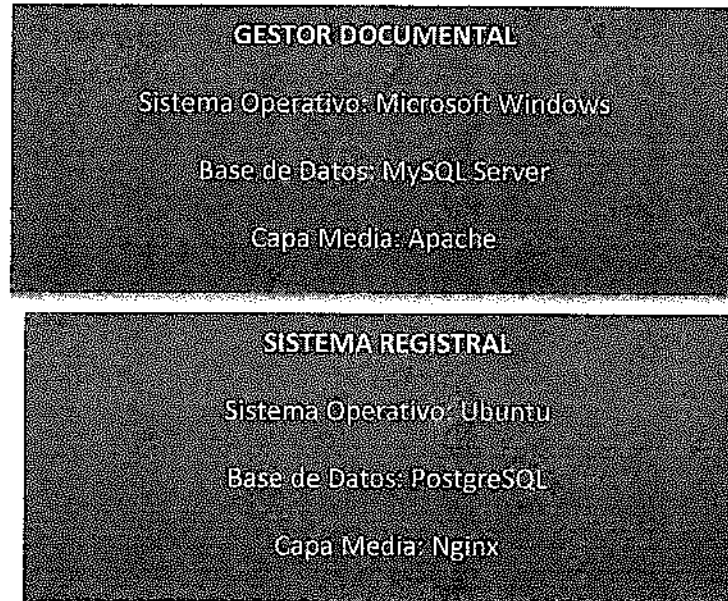 GESTOR DOCUMENTAL
Sistema Operativo: Microsoft Windows
Base de Datos: MySQL Server
Capa Media: Apache
SISTEMA REGISTRAL
Sistema Operativo: Ubuntu
Base de Datos: PostgreSQL
Capa Media: Nginx